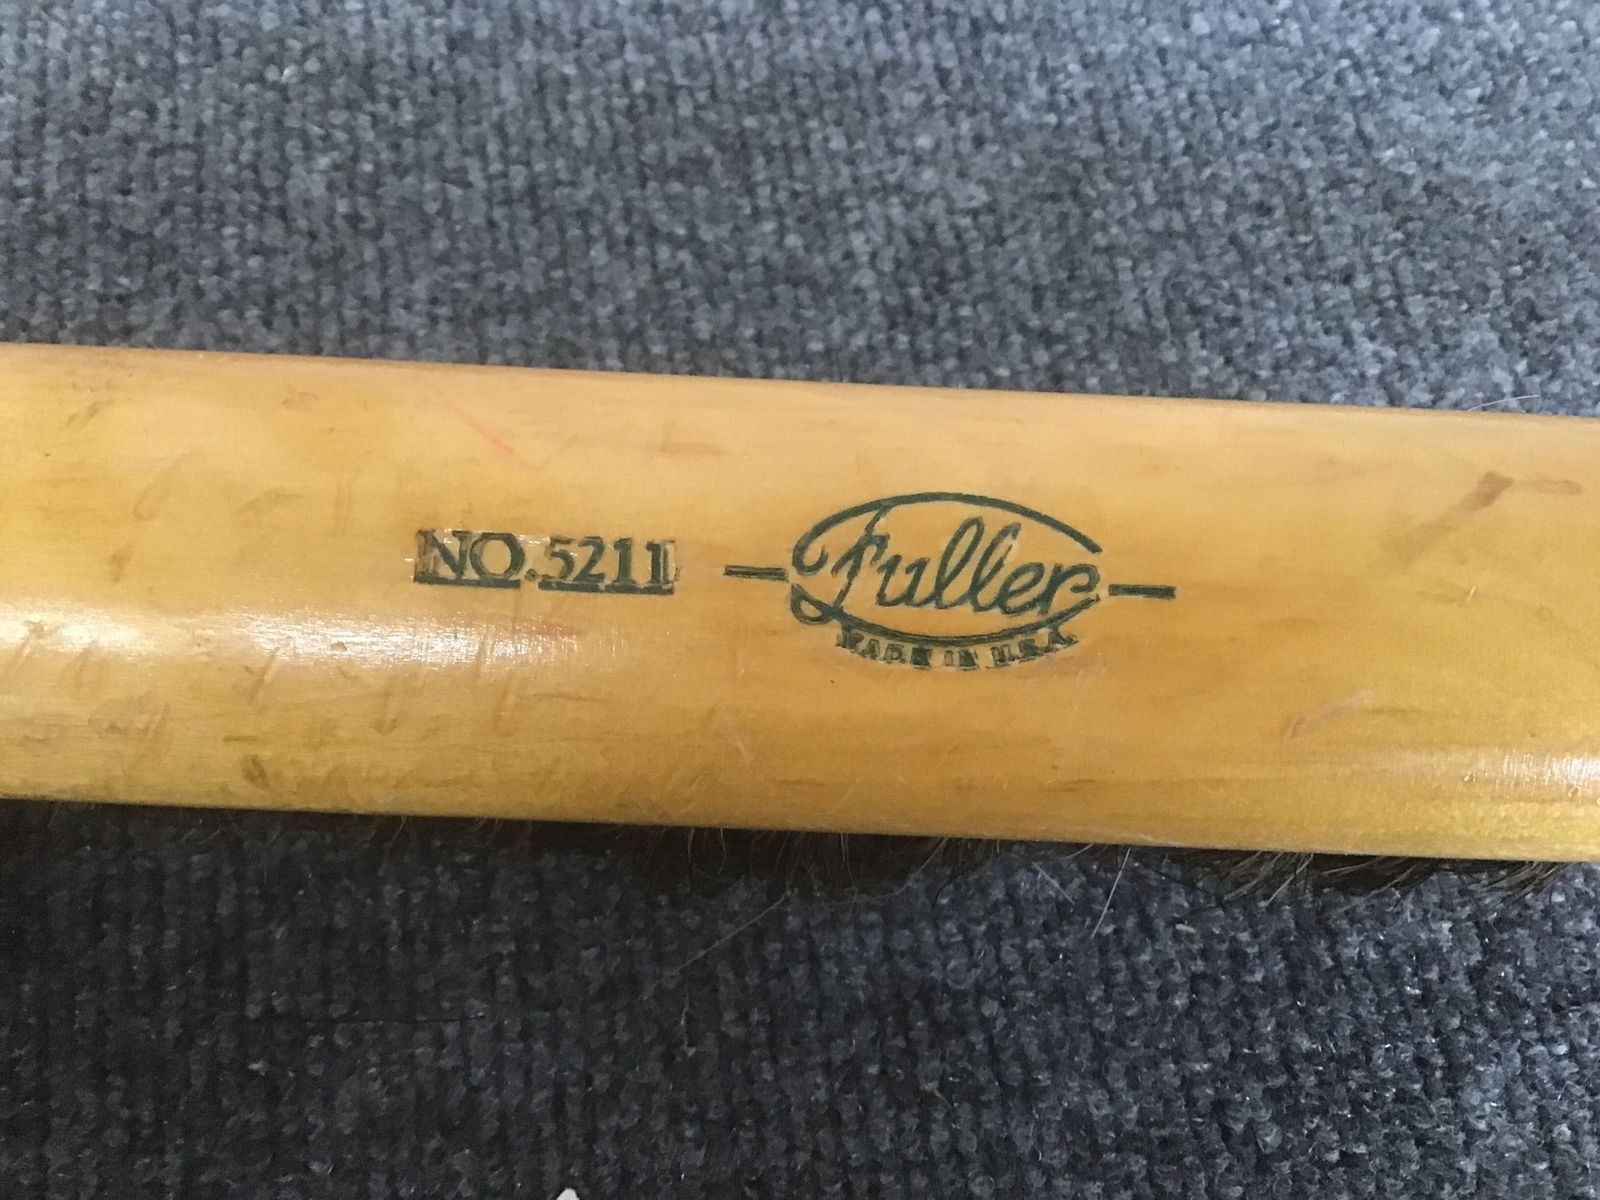 NO. 5211
Fuller
MADE IN U.S.A.